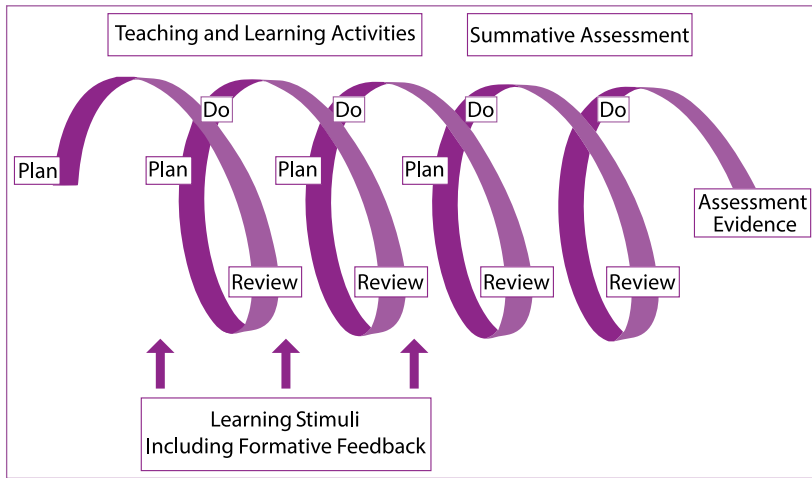 Teaching and Learning Activities
Summative Assessment
Do
Do
Do
Do
Plan
Plan
Plan
Plan
Assessment
Evidence
Review
Review
Review
Review
Learning Stimuli
Including Formative Feedback